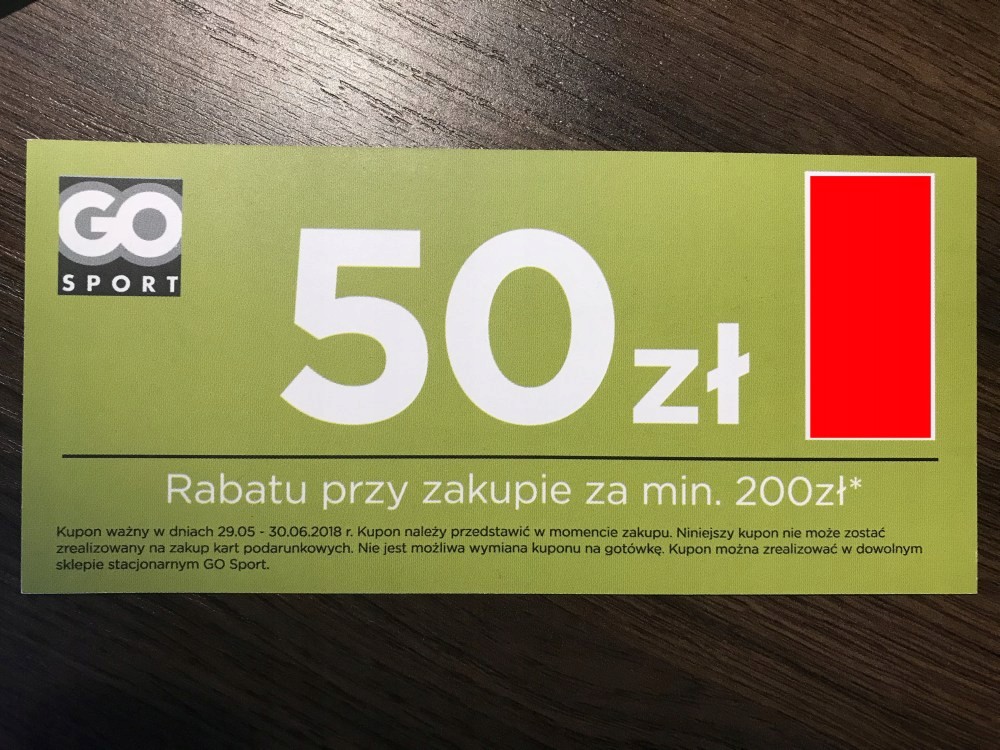 GO
SPORT
50 zł
Rabatu przy zakupie za min. 200zł*
Kupon ważny w dniach 29.05 - 30.06.2018 r. Kupon należy przedstawić w momencie zakupu. Niniejszy kupon nie może zostać
zrealizowany na zakup kart podarunkowych. Nie jest możliwa wymiana kuponu na gotówkę. Kupon można zrealizować w dowolnym
sklepie stacjonarnym GO Sport.